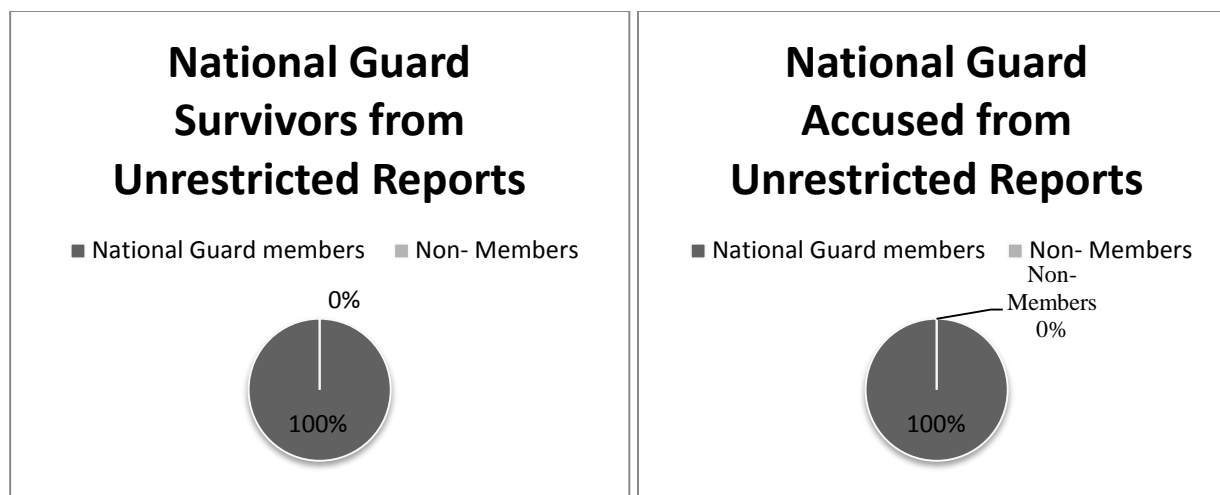 National Guard
Survivors from
Unrestricted Reports
National Guard members Non- Members
0%
100%
National Guard
Accused from
Unrestricted Reports
National Guard members Non- Members
Non-
Members
0%
100%